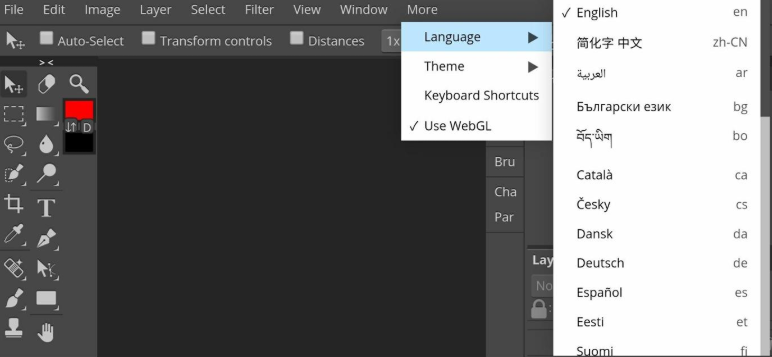 File Edit Image Layer Select Filter View Window More
Auto-Select Transform controls Distances 1x
Language
Theme
Keyboard Shortcuts
✓ Use WebGL
D
T
Bru
Cha
Par
Lay
No
✓ English en
简化字 中文 zh-CN
العربية ar
Български език bg
བོད་ཡིག bo
Català ca
Česky cs
Dansk da
Deutsch de
Español es
Eesti et
Suomi fi